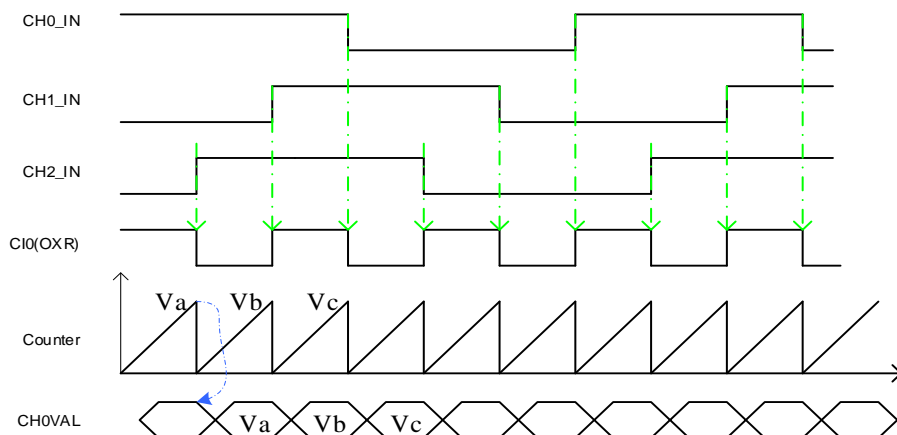 CH0_IN
CH1_IN
CH2_IN
CI0(OXR)
Va Vb Vc
Counter
CH0VAL Va Vb Vc